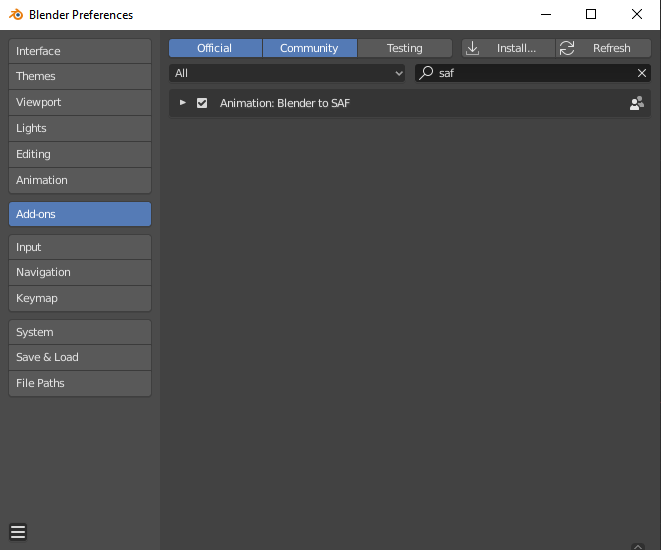 Blender Preferences
Interface
Themes
Viewport
Lights
Editing
Animation
Add-ons
Input
Navigation
Keymap
System
Save & Load
File Paths
Official Community Testing Install... Refresh
All saf
Animation: Blender to SAF